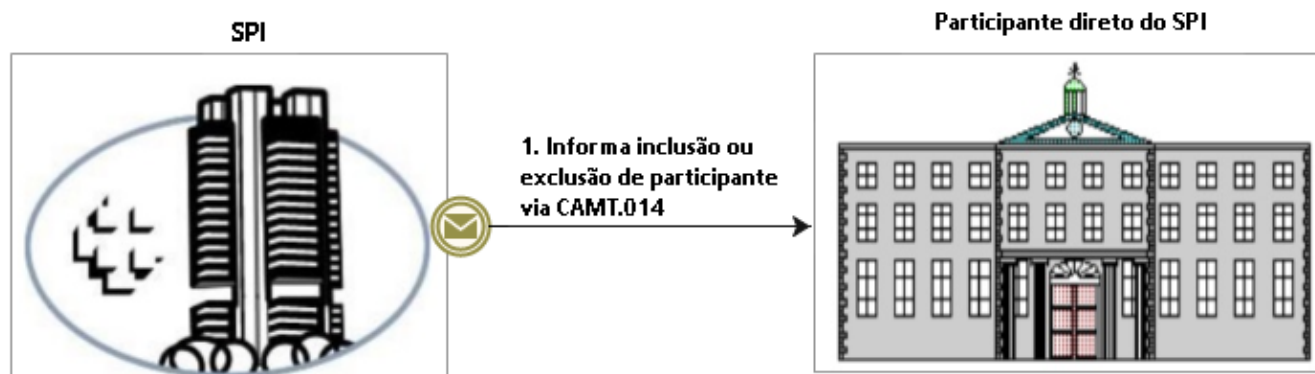 SPI
Participante direto do SPI
1. Informa inclusão ou
exclusão de participante
via CAMT.014